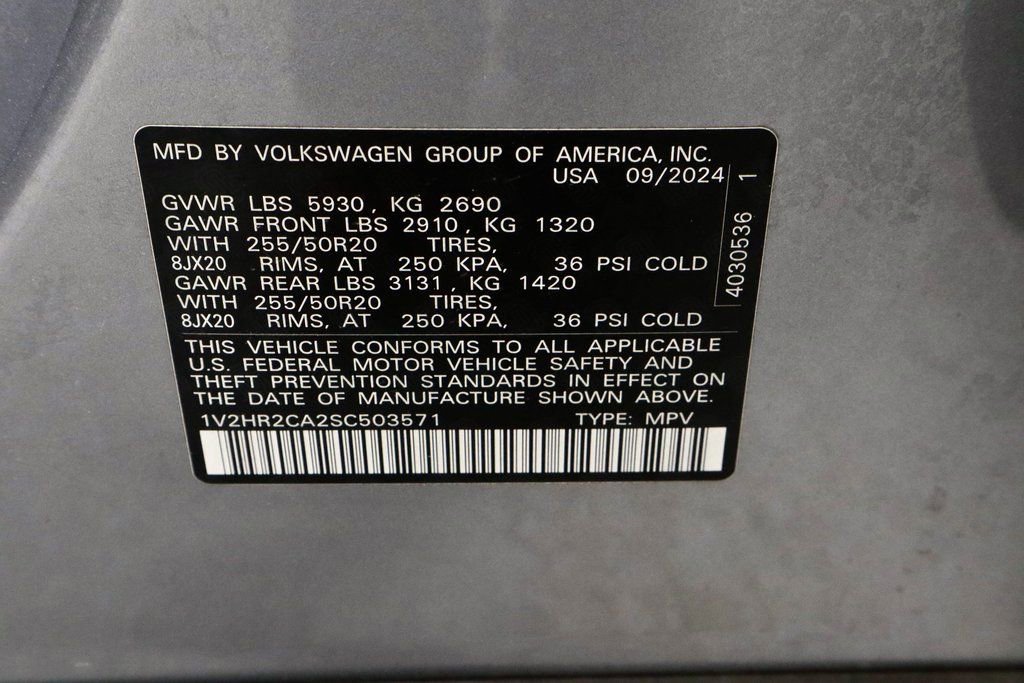 MFD BY VOLKSWAGEN GROUP OF AMERICA, INC.
USA 09/2024
GVWR LBS 5930, KG 2690
GAWR FRONT LBS 2910, KG 1320
WITH 255/50R20 TIRES,
8JX20 RIMS, AT 250 KPA, 36 PSI COLD
GAWR REAR LBS 3131, KG 1420
WITH 255/50R20 TIRES,
8JX20 RIMS, AT 250 KPA, 36 PSI COLD
4030536 1
THIS VEHICLE CONFORMS TO ALL APPLICABLE
U.S. FEDERAL MOTOR VEHICLE SAFETY AND
THEFT PREVENTION STANDARDS IN EFFECT ON
THE DATE OF MANUFACTURE SHOWN ABOVE.
1V2HR2CA2SC503571 TYPE: MPV